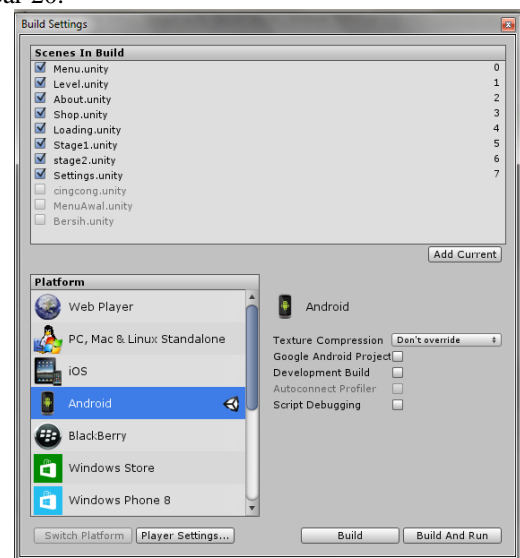 Build Settings
Scenes In Build
Menu.unity 0
Level.unity 1
About.unity 2
Shop.unity 3
Loading.unity 4
Stage1.unity 5
stage2.unity 6
Settings.unity 7
cingcong.unity
MenuAwal.unity
Bersih.unity
Add Current
Platform
Web Player
PC, Mac & Linux Standalone
iOS
Android
BlackBerry
Windows Store
Windows Phone 8
Android
Texture Compression Don't override
Google Android Project
Development Build
Autoconnect Profiler
Script Debugging
Switch Platform Player Settings... Build Build And Run